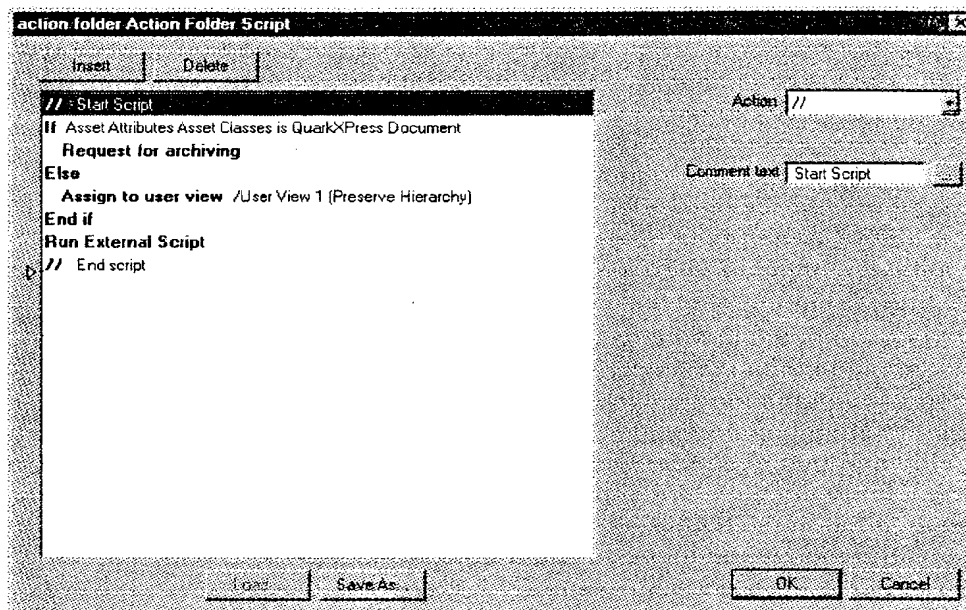 action folder Action Folder Script
Insert Delete
// Start Script
If Asset Attributes Asset Classes is QuarkXPress Document
Request for archiving
Else
Assign to user view /User View 1 (Preserve Hierarchy)
End if
Run External Script
// End script
Action //
Comment text Start Script ...
Load... Save As... OK Cancel